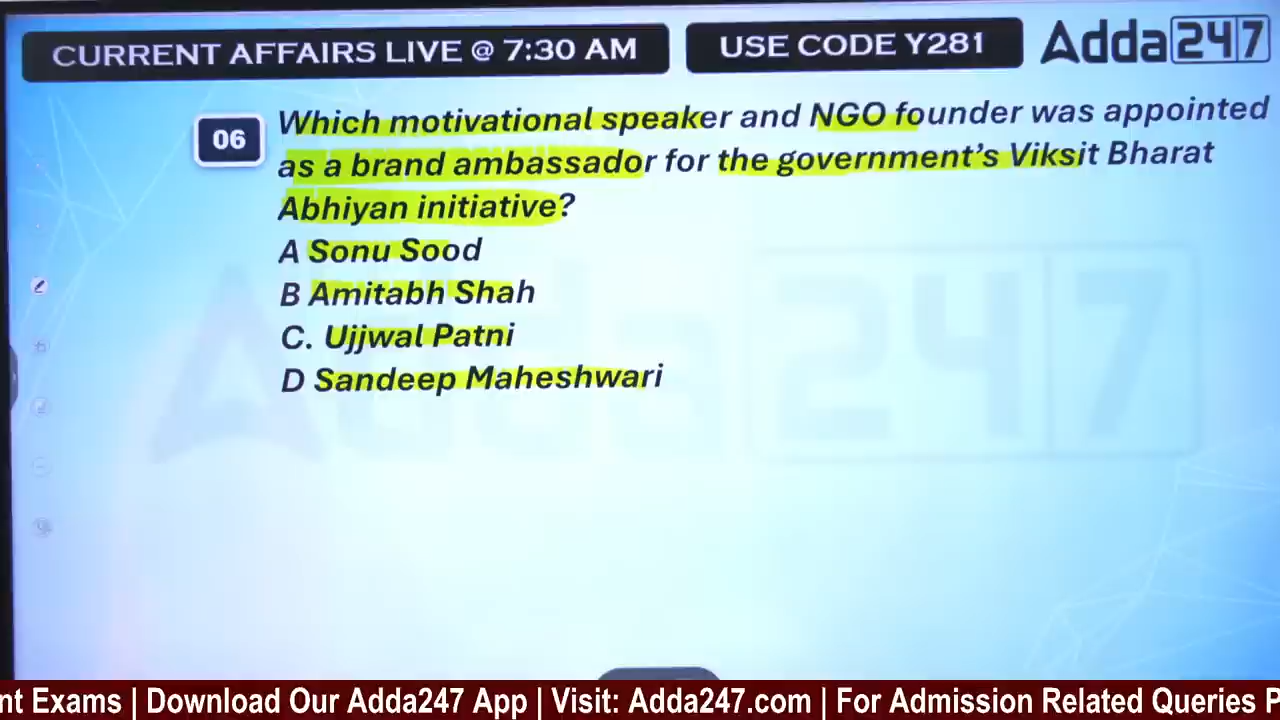 CURRENT AFFAIRS LIVE @ 7:30 AM
USE CODE Y281
Adda247
06
Which motivational speaker and NGO founder was appointed
as a brand ambassador for the government's Viksit Bharat
Abhiyan initiative?
A Sonu Sood
B Amitabh Shah
C. Ujjwal Patni
D Sandeep Maheshwari
Adda247
nt Exams | Download Our Adda247 App | Visit: Adda247.com | For Admission Related Queries P